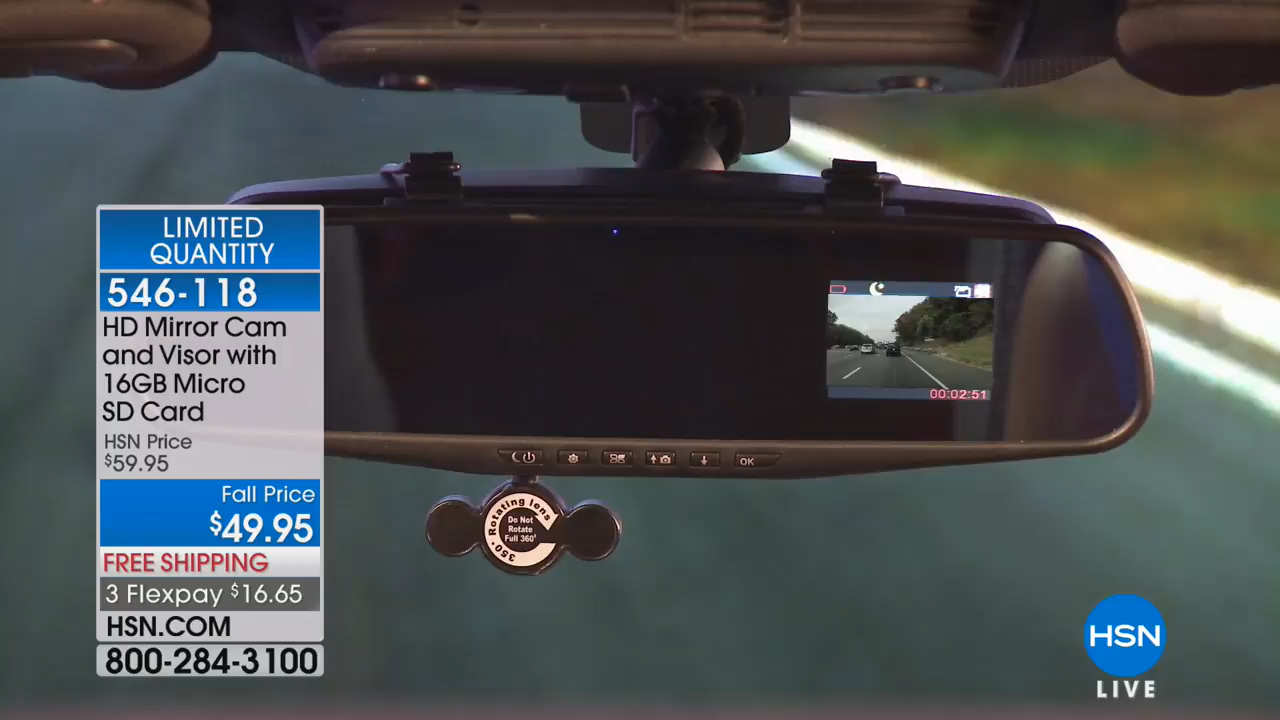 LIMITED
QUANTITY
546-118
HD Mirror Cam
and Visor with
16GB Micro
SD Card
HSN Price
$59.95
Fall Price
$49.95
FREE SHIPPING
3 Flexpay $16.65
HSN.COM
800-284-3100
00:02:51
OK
350° Rotating lens
Do Not
Rotate
Full 360°
HSN
LIVE